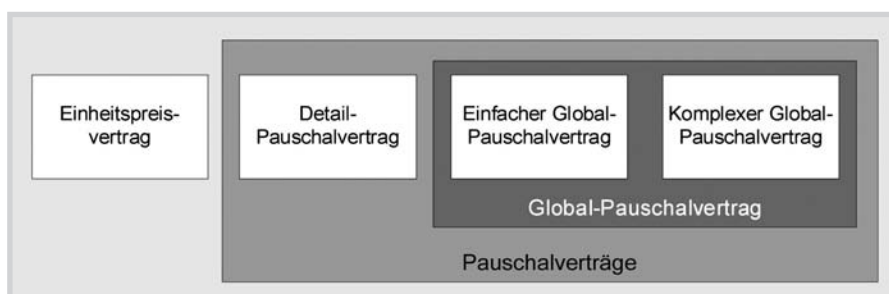 Einheitspreis-
vertrag
Detail-
Pauschalvertrag
Einfacher Global-
Pauschalvertrag
Komplexer Global-
Pauschalvertrag
Global-Pauschalvertrag
Pauschalverträge